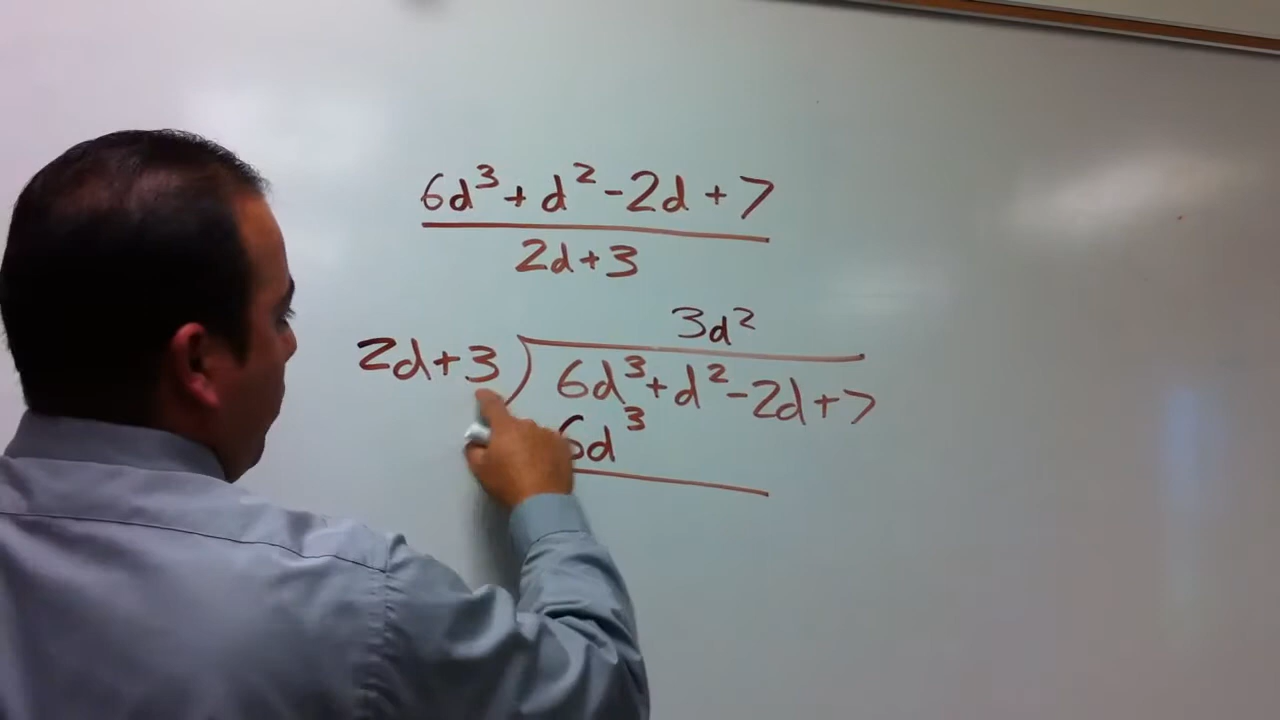 6d³ + d² - 2d + 7
2d + 3
3d²
2d + 3 ) 6d³ + d² - 2d + 7
6d³